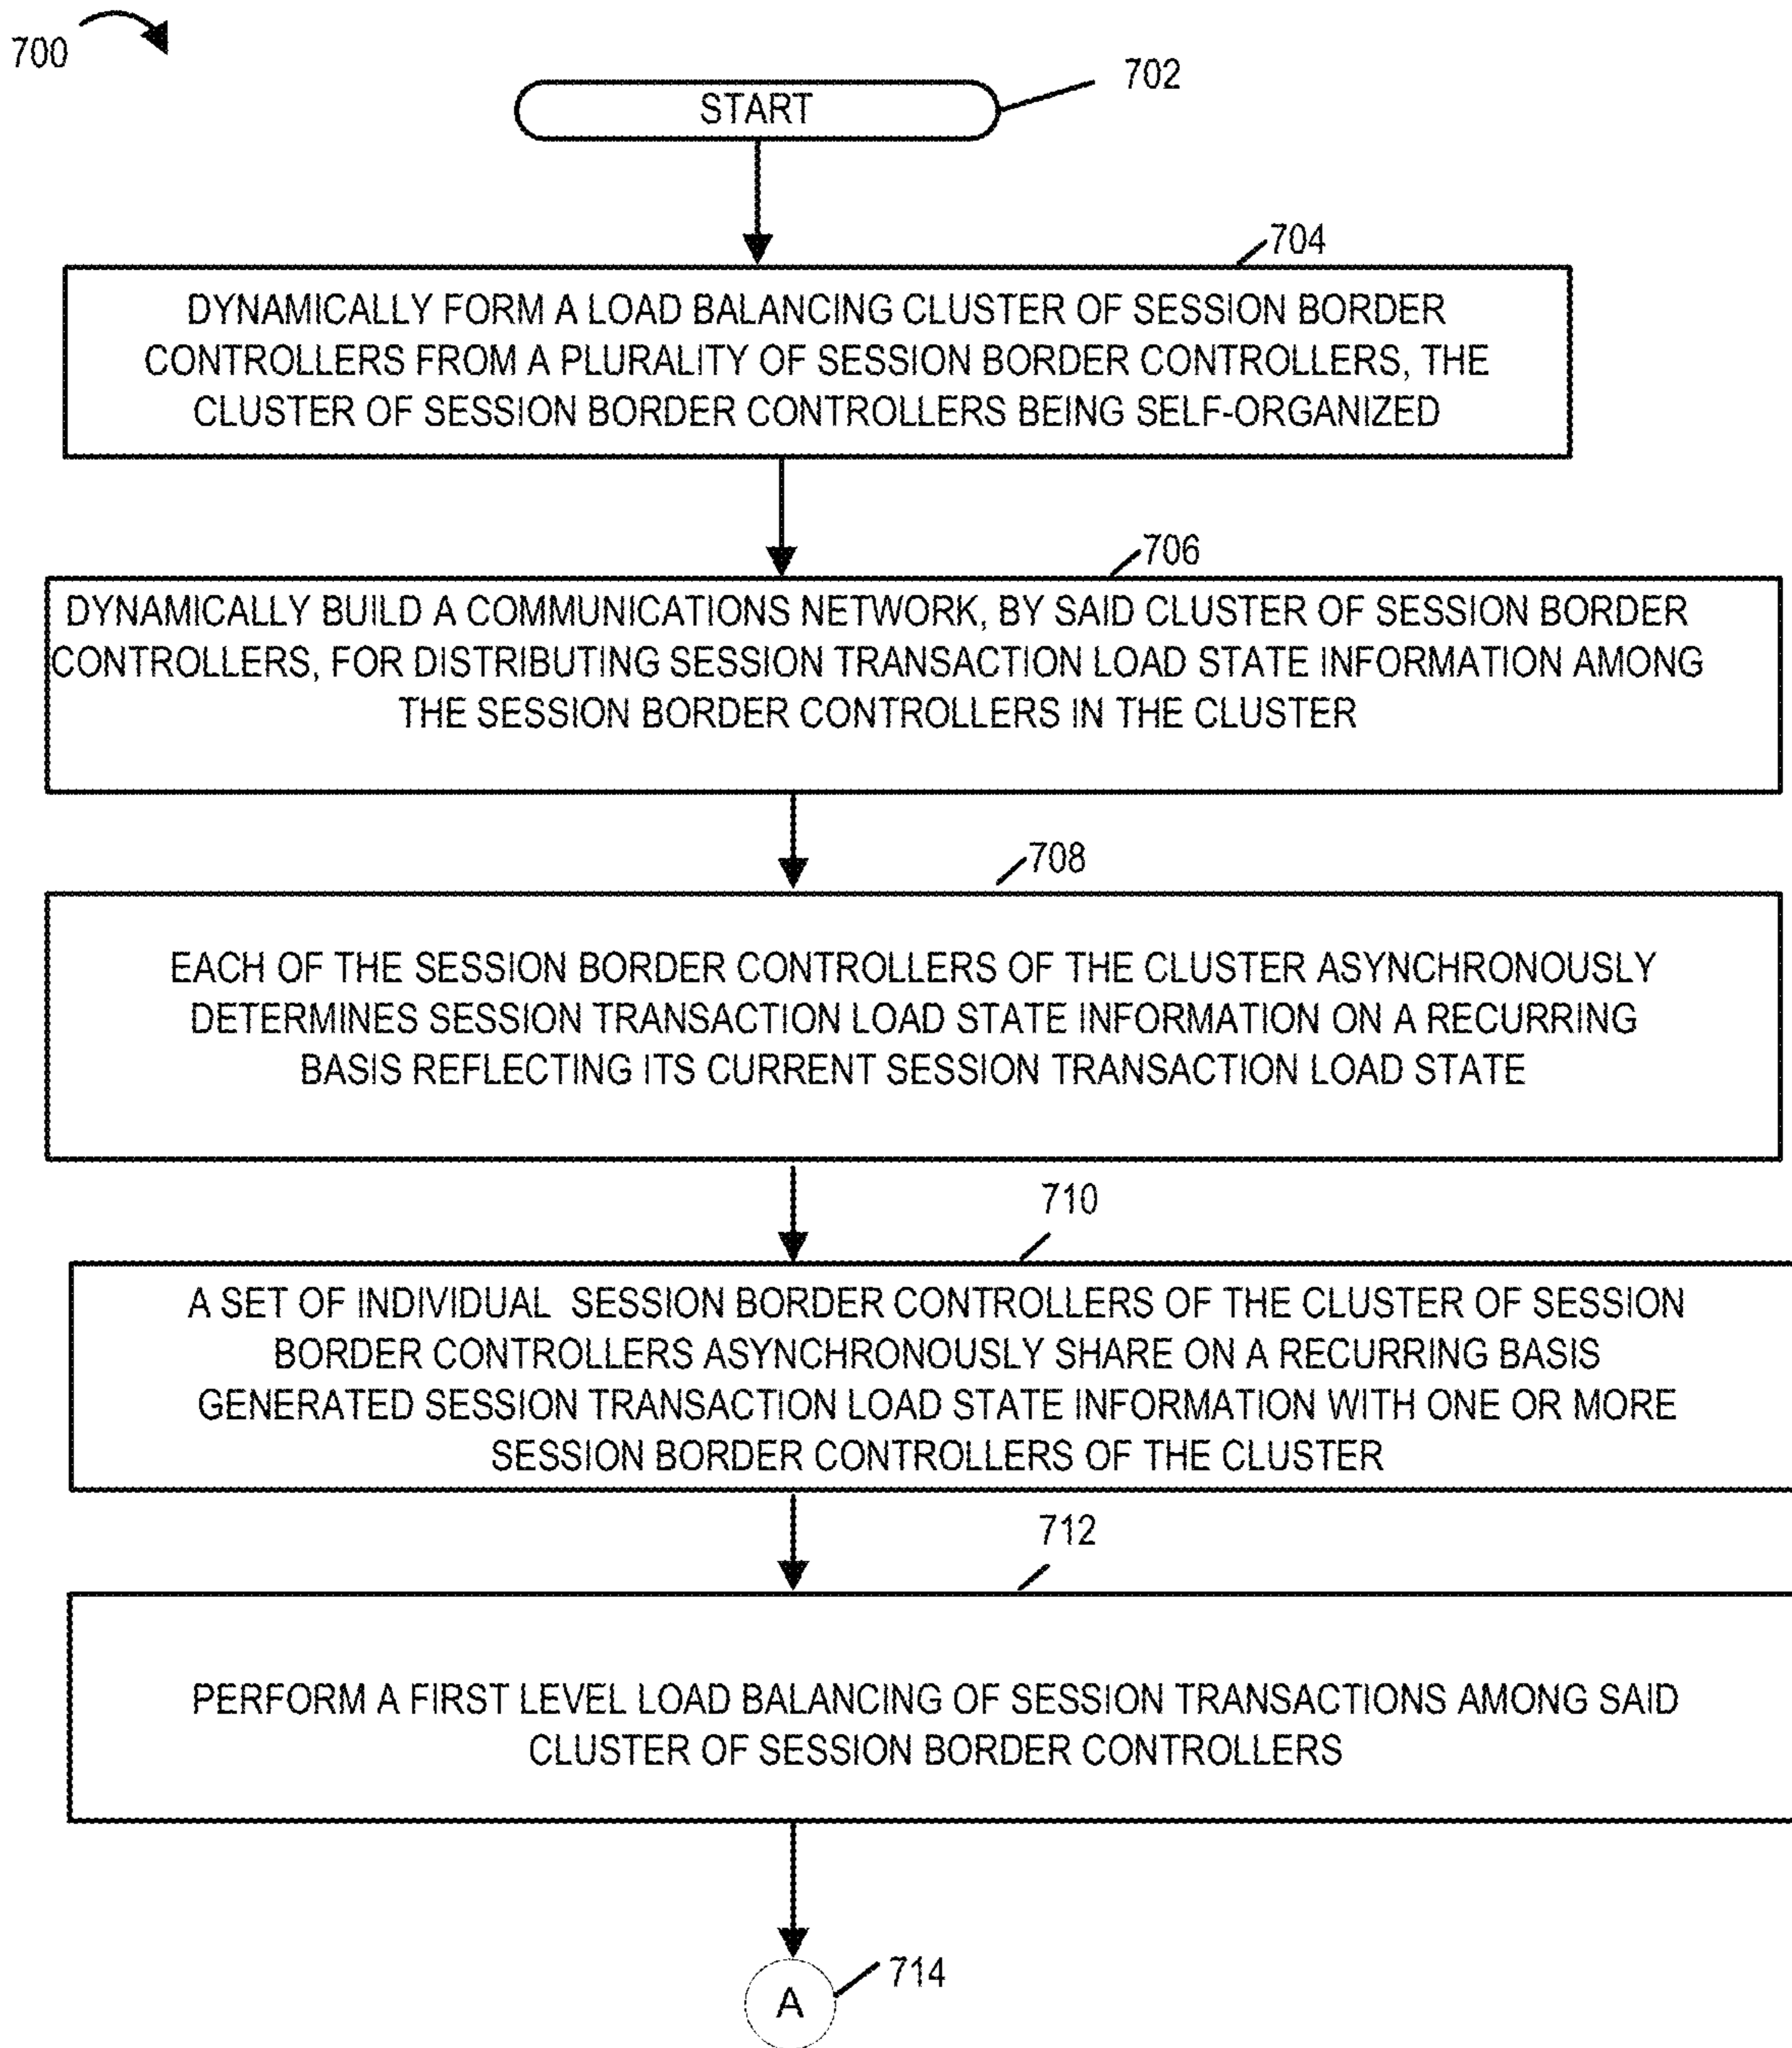 700
702
START
704
DYNAMICALLY FORM A LOAD BALANCING CLUSTER OF SESSION BORDER
CONTROLLERS FROM A PLURALITY OF SESSION BORDER CONTROLLERS, THE
CLUSTER OF SESSION BORDER CONTROLLERS BEING SELF-ORGANIZED
706
DYNAMICALLY BUILD A COMMUNICATIONS NETWORK, BY SAID CLUSTER OF SESSION BORDER
CONTROLLERS, FOR DISTRIBUTING SESSION TRANSACTION LOAD STATE INFORMATION AMONG
THE SESSION BORDER CONTROLLERS IN THE CLUSTER
708
EACH OF THE SESSION BORDER CONTROLLERS OF THE CLUSTER ASYNCHRONOUSLY
DETERMINES SESSION TRANSACTION LOAD STATE INFORMATION ON A RECURRING
BASIS REFLECTING ITS CURRENT SESSION TRANSACTION LOAD STATE
710
A SET OF INDIVIDUAL SESSION BORDER CONTROLLERS OF THE CLUSTER OF SESSION
BORDER CONTROLLERS ASYNCHRONOUSLY SHARE ON A RECURRING BASIS
GENERATED SESSION TRANSACTION LOAD STATE INFORMATION WITH ONE OR MORE
SESSION BORDER CONTROLLERS OF THE CLUSTER
712
PERFORM A FIRST LEVEL LOAD BALANCING OF SESSION TRANSACTIONS AMONG SAID
CLUSTER OF SESSION BORDER CONTROLLERS
714
A